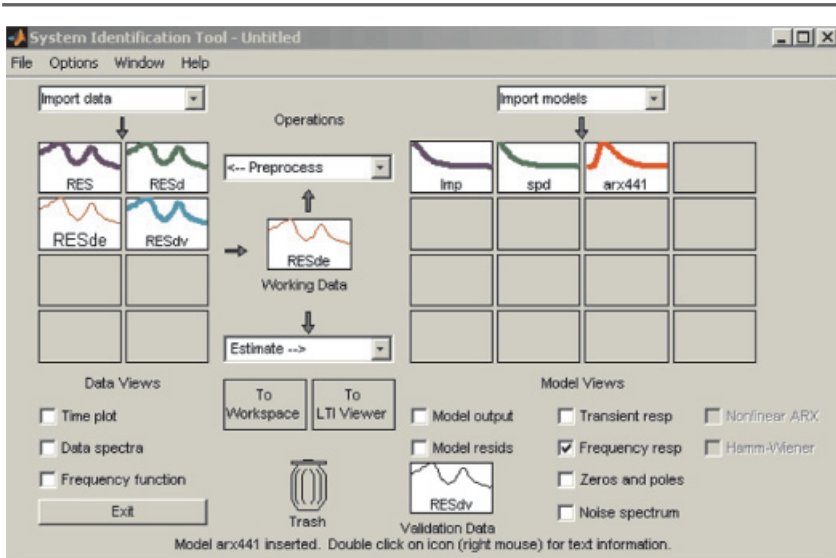 System Identification Tool - Untitled
File Options Window Help
Import data
Import models
Operations
RES RESd
<-- Preprocess
Imp spd arx441
RESde RESdv
RESde
Working Data
Estimate -->
Data Views
Model Views
To Workspace
To LTI Viewer
Time plot
Model output
Transient resp
Nonlinear ARX
Data spectra
Model resids
Frequency resp
Hamm-Wiener
Frequency function
Zeros and poles
Exit
Trash
RESdv
Validation Data
Noise spectrum
Model arx441 inserted. Double click on icon (right mouse) for text information.